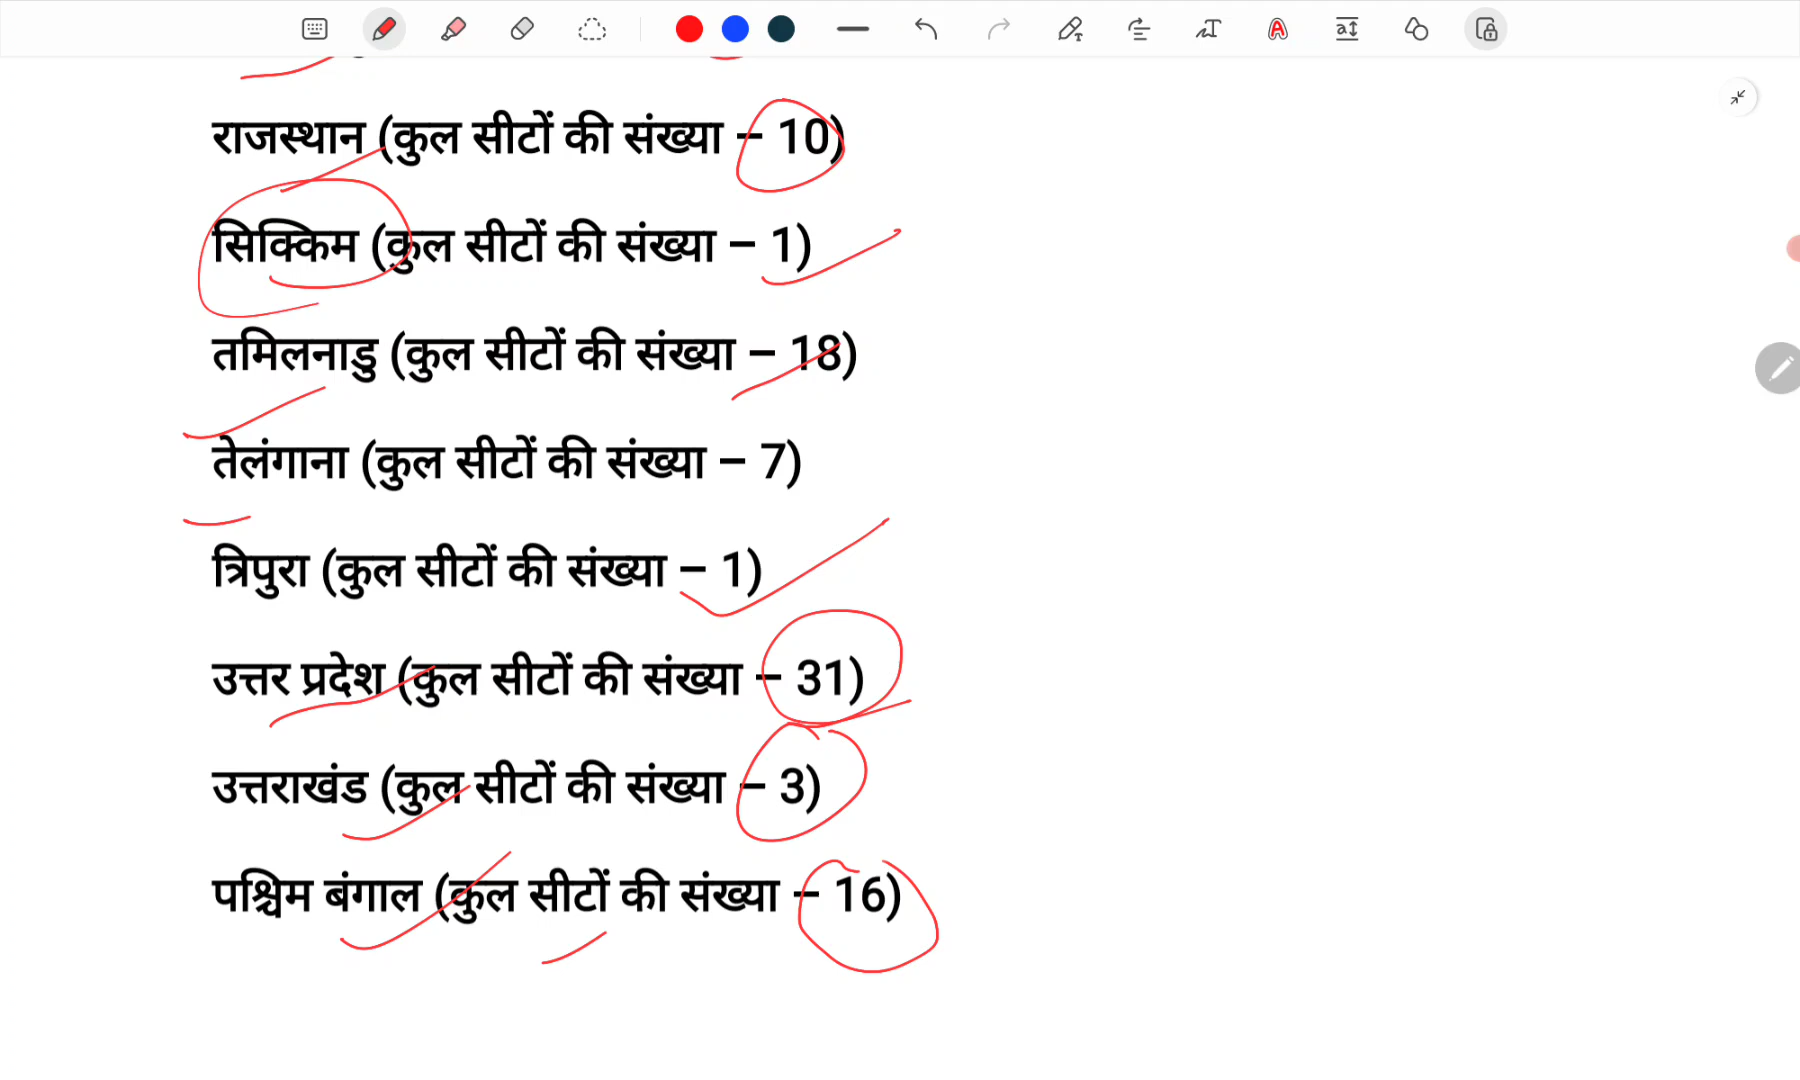 राजस्थान (कुल सीटों की संख्या – 10)
सिक्किम (कुल सीटों की संख्या – 1)
तमिलनाडु (कुल सीटों की संख्या – 18)
तेलंगाना (कुल सीटों की संख्या – 7)
त्रिपुरा (कुल सीटों की संख्या – 1)
उत्तर प्रदेश (कुल सीटों की संख्या – 31)
उत्तराखंड (कुल सीटों की संख्या – 3)
पश्चिम बंगाल (कुल सीटों की संख्या – 16)